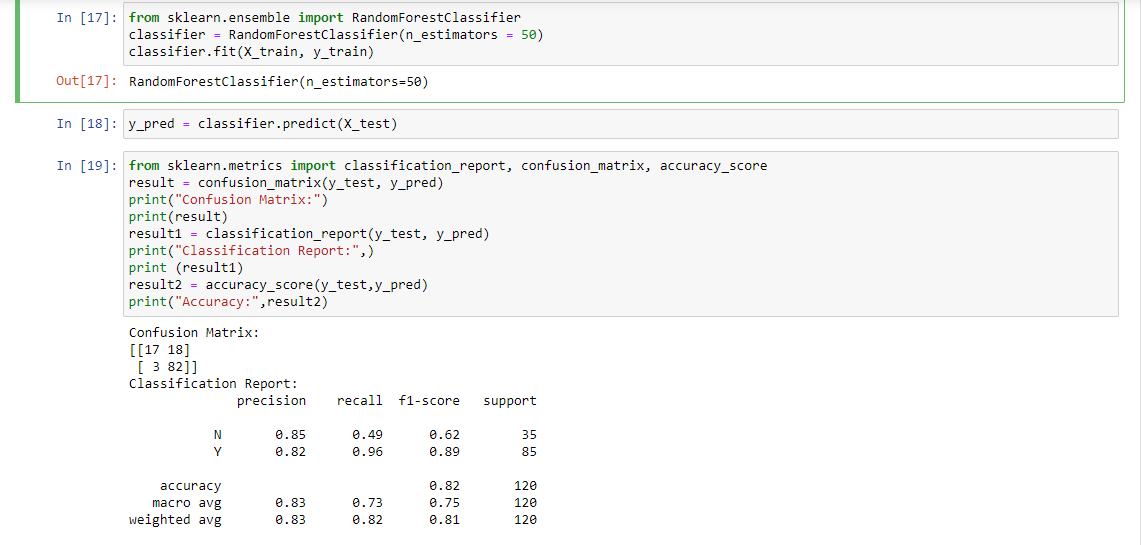 In [17]: from sklearn.ensemble import RandomForestClassifier
classifier = RandomForestClassifier(n_estimators = 50)
classifier.fit(X_train, y_train)
Out[17]: RandomForestClassifier(n_estimators=50)
In [18]: y_pred = classifier.predict(X_test)
In [19]: from sklearn.metrics import classification_report, confusion_matrix, accuracy_score
result = confusion_matrix(y_test, y_pred)
print("Confusion Matrix:")
print(result)
result1 = classification_report(y_test, y_pred)
print("Classification Report:",)
print (result1)
result2 = accuracy_score(y_test,y_pred)
print("Accuracy:",result2)
Confusion Matrix:
[[17 18]
 [ 3 82]]
Classification Report:
              precision    recall  f1-score   support
           N       0.85      0.49      0.62        35
           Y       0.82      0.96      0.89        85
    accuracy                           0.82       120
   macro avg       0.83      0.73      0.75       120
weighted avg       0.83      0.82      0.81       120